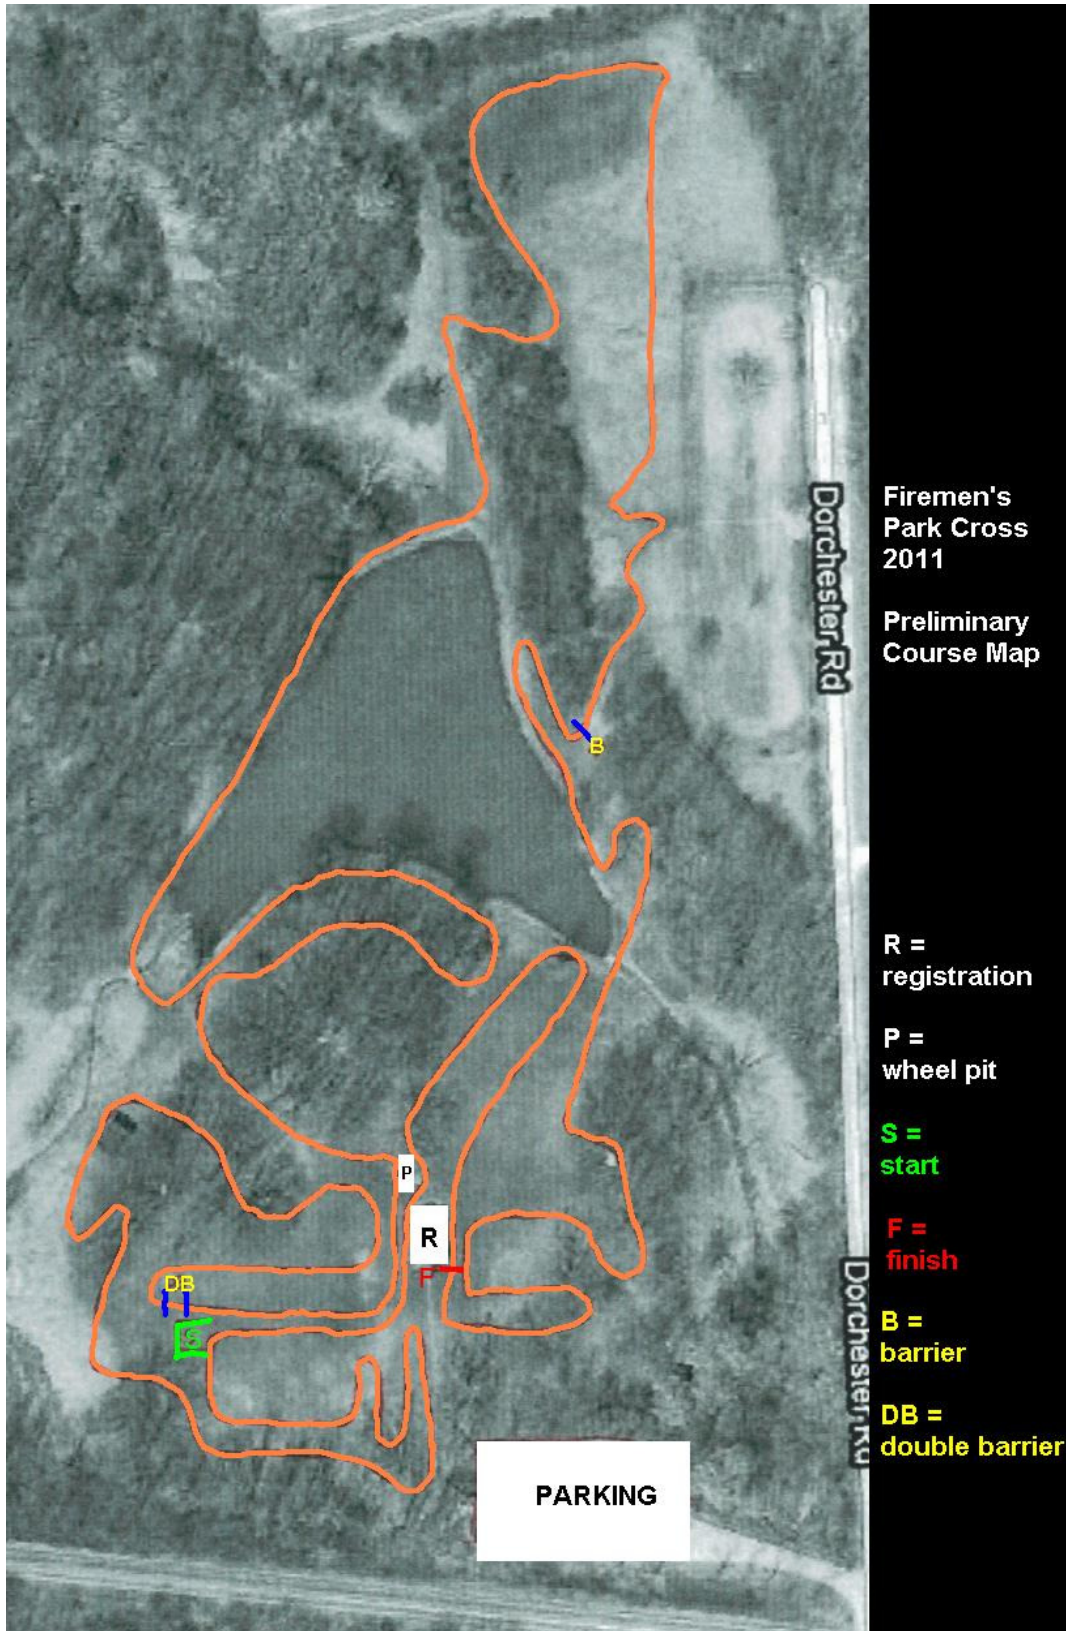 Firemen's
Park Cross
2011
Preliminary
Course Map
Dorchester Rd
B
R =
registration
P =
wheel pit
S =
start
F =
finish
B =
barrier
DB =
double barrier
P
R
F
DB
S
Dorchester Rd
PARKING